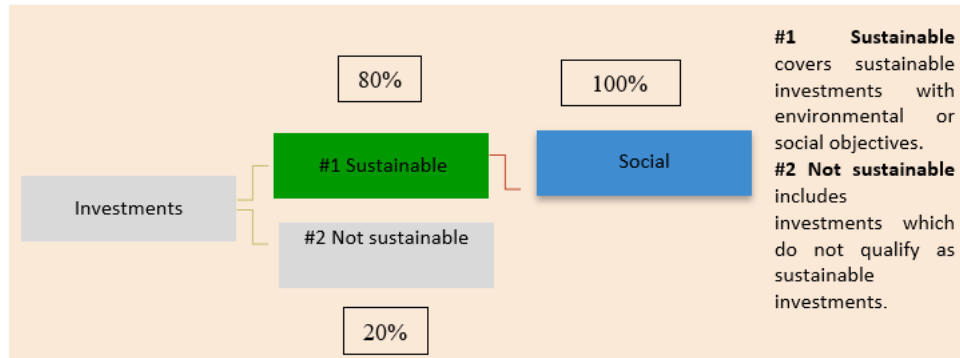 80%
100%
#1 Sustainable
Social
Investments
#2 Not sustainable
20%
#1 Sustainable
covers sustainable
investments with
environmental or
social objectives.
#2 Not sustainable
includes
investments which
do not qualify as
sustainable
investments.